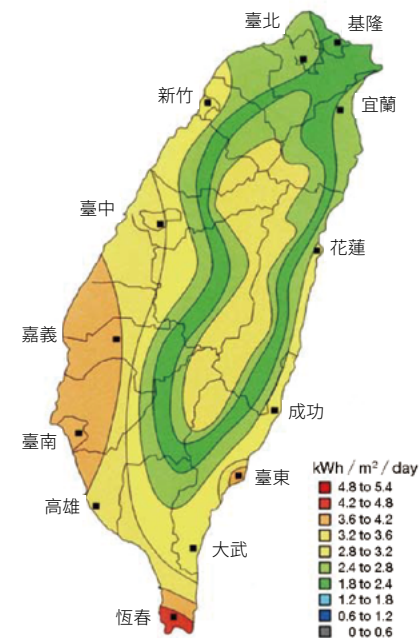 臺北
基隆
新竹
宜蘭
臺中
花蓮
嘉義
成功
臺南
臺東
高雄
大武
恆春
kWh / m² / day
4.8 to 5.4
4.2 to 4.8
3.6 to 4.2
3.2 to 3.6
2.8 to 3.2
2.4 to 2.8
1.8 to 2.4
1.2 to 1.8
0.6 to 1.2
0 to 0.6